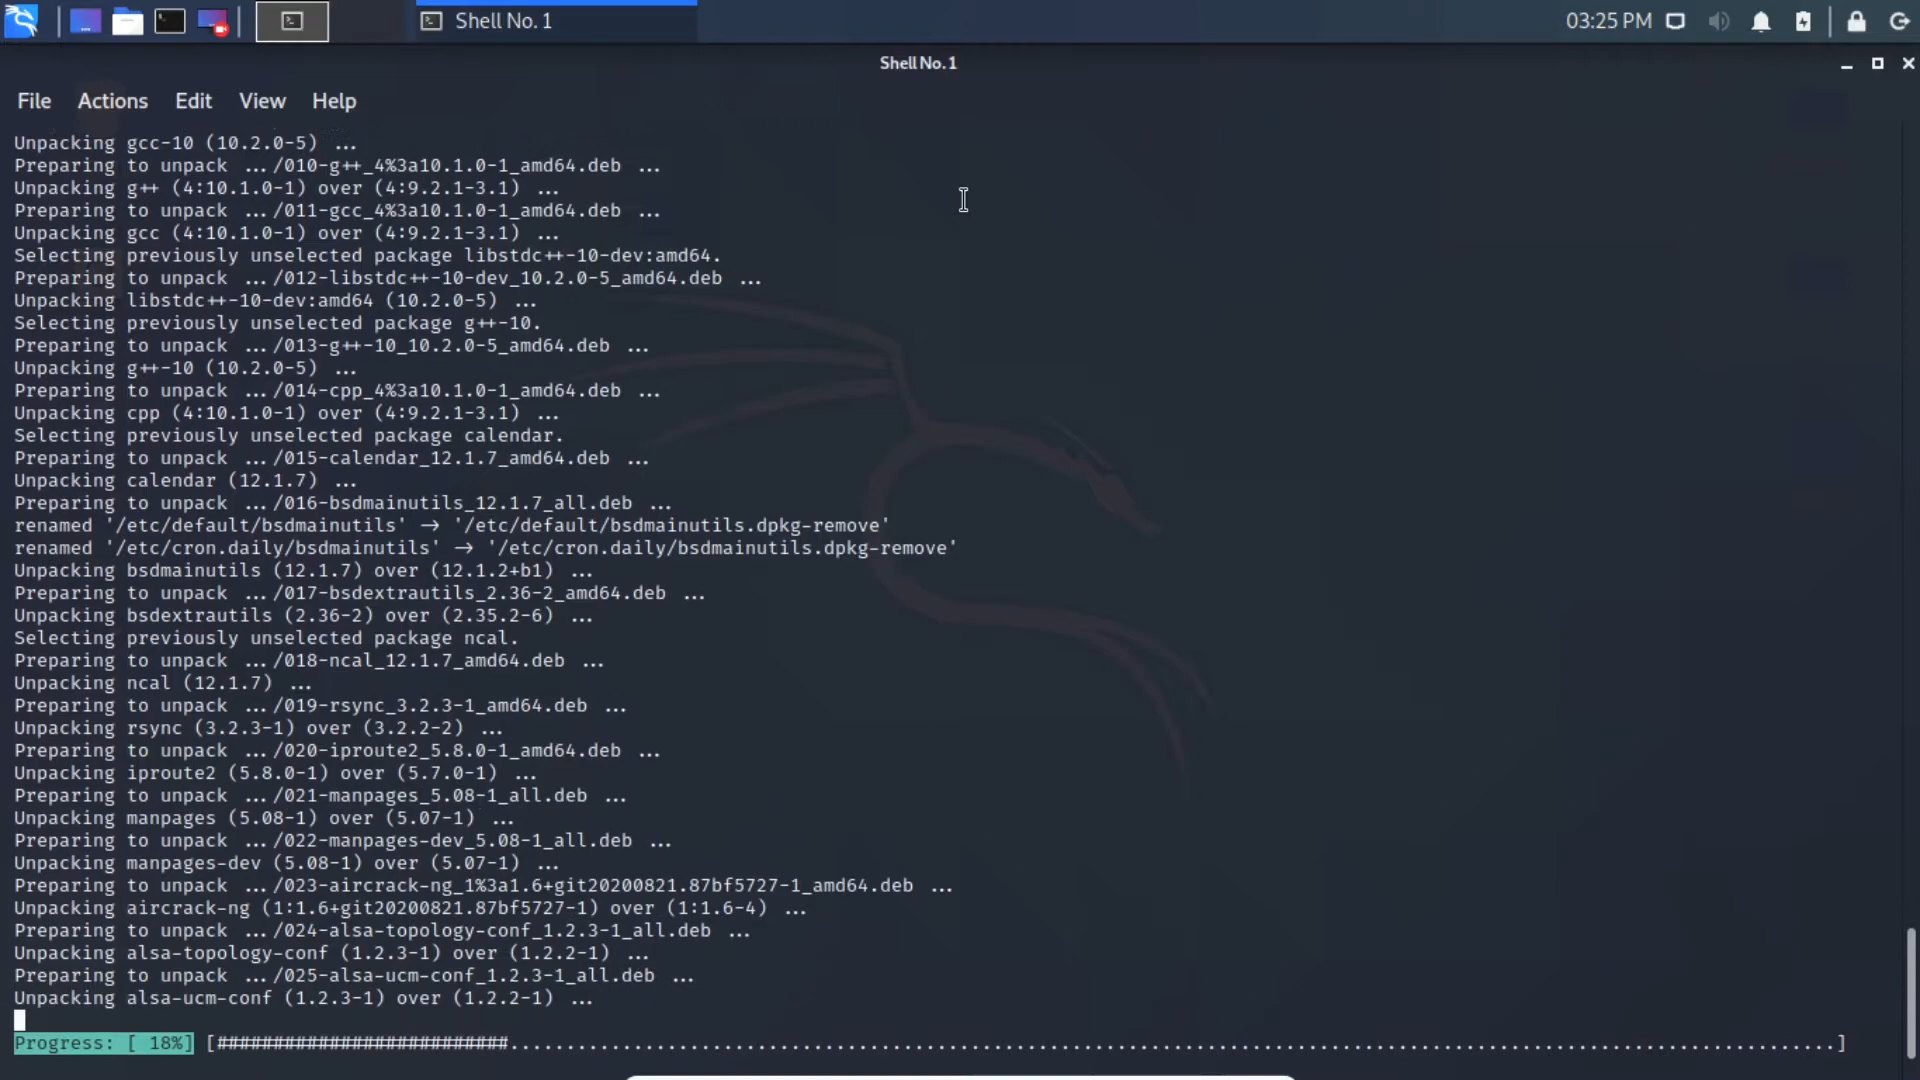 Shell No. 1
03:25 PM
Shell No. 1
File Actions Edit View Help
Unpacking gcc-10 (10.2.0-5) ...
Preparing to unpack .../010-g++_4%3a10.1.0-1_amd64.deb ...
Unpacking g++ (4:10.1.0-1) over (4:9.2.1-3.1) ...
Preparing to unpack .../011-gcc_4%3a10.1.0-1_amd64.deb ...
Unpacking gcc (4:10.1.0-1) over (4:9.2.1-3.1) ...
Selecting previously unselected package libstdc++-10-dev:amd64.
Preparing to unpack .../012-libstdc++-10-dev_10.2.0-5_amd64.deb ...
Unpacking libstdc++-10-dev:amd64 (10.2.0-5) ...
Selecting previously unselected package g++-10.
Preparing to unpack .../013-g++-10_10.2.0-5_amd64.deb ...
Unpacking g++-10 (10.2.0-5) ...
Preparing to unpack .../014-cpp_4%3a10.1.0-1_amd64.deb ...
Unpacking cpp (4:10.1.0-1) over (4:9.2.1-3.1) ...
Selecting previously unselected package calendar.
Preparing to unpack .../015-calendar_12.1.7_amd64.deb ...
Unpacking calendar (12.1.7) ...
Preparing to unpack .../016-bsdmainutils_12.1.7_all.deb ...
renamed '/etc/default/bsdmainutils' -> '/etc/default/bsdmainutils.dpkg-remove'
renamed '/etc/cron.daily/bsdmainutils' -> '/etc/cron.daily/bsdmainutils.dpkg-remove'
Unpacking bsdmainutils (12.1.7) over (12.1.2+b1) ...
Preparing to unpack .../017-bsdextrautils_2.36-2_amd64.deb ...
Unpacking bsdextrautils (2.36-2) over (2.35.2-6) ...
Selecting previously unselected package ncal.
Preparing to unpack .../018-ncal_12.1.7_amd64.deb ...
Unpacking ncal (12.1.7) ...
Preparing to unpack .../019-rsync_3.2.3-1_amd64.deb ...
Unpacking rsync (3.2.3-1) over (3.2.2-2) ...
Preparing to unpack .../020-iproute2_5.8.0-1_amd64.deb ...
Unpacking iproute2 (5.8.0-1) over (5.7.0-1) ...
Preparing to unpack .../021-manpages_5.08-1_all.deb ...
Unpacking manpages (5.08-1) over (5.07-1) ...
Preparing to unpack .../022-manpages-dev_5.08-1_all.deb ...
Unpacking manpages-dev (5.08-1) over (5.07-1) ...
Preparing to unpack .../023-aircrack-ng_1%3a1.6+git20200821.87bf5727-1_amd64.deb ...
Unpacking aircrack-ng (1:1.6+git20200821.87bf5727-1) over (1:1.6-4) ...
Preparing to unpack .../024-alsa-topology-conf_1.2.3-1_all.deb ...
Unpacking alsa-topology-conf (1.2.3-1) over (1.2.2-1) ...
Preparing to unpack .../025-alsa-ucm-conf_1.2.3-1_all.deb ...
Unpacking alsa-ucm-conf (1.2.3-1) over (1.2.2-1) ...
Progress: [ 18%] [##########################......................................................................................................................]